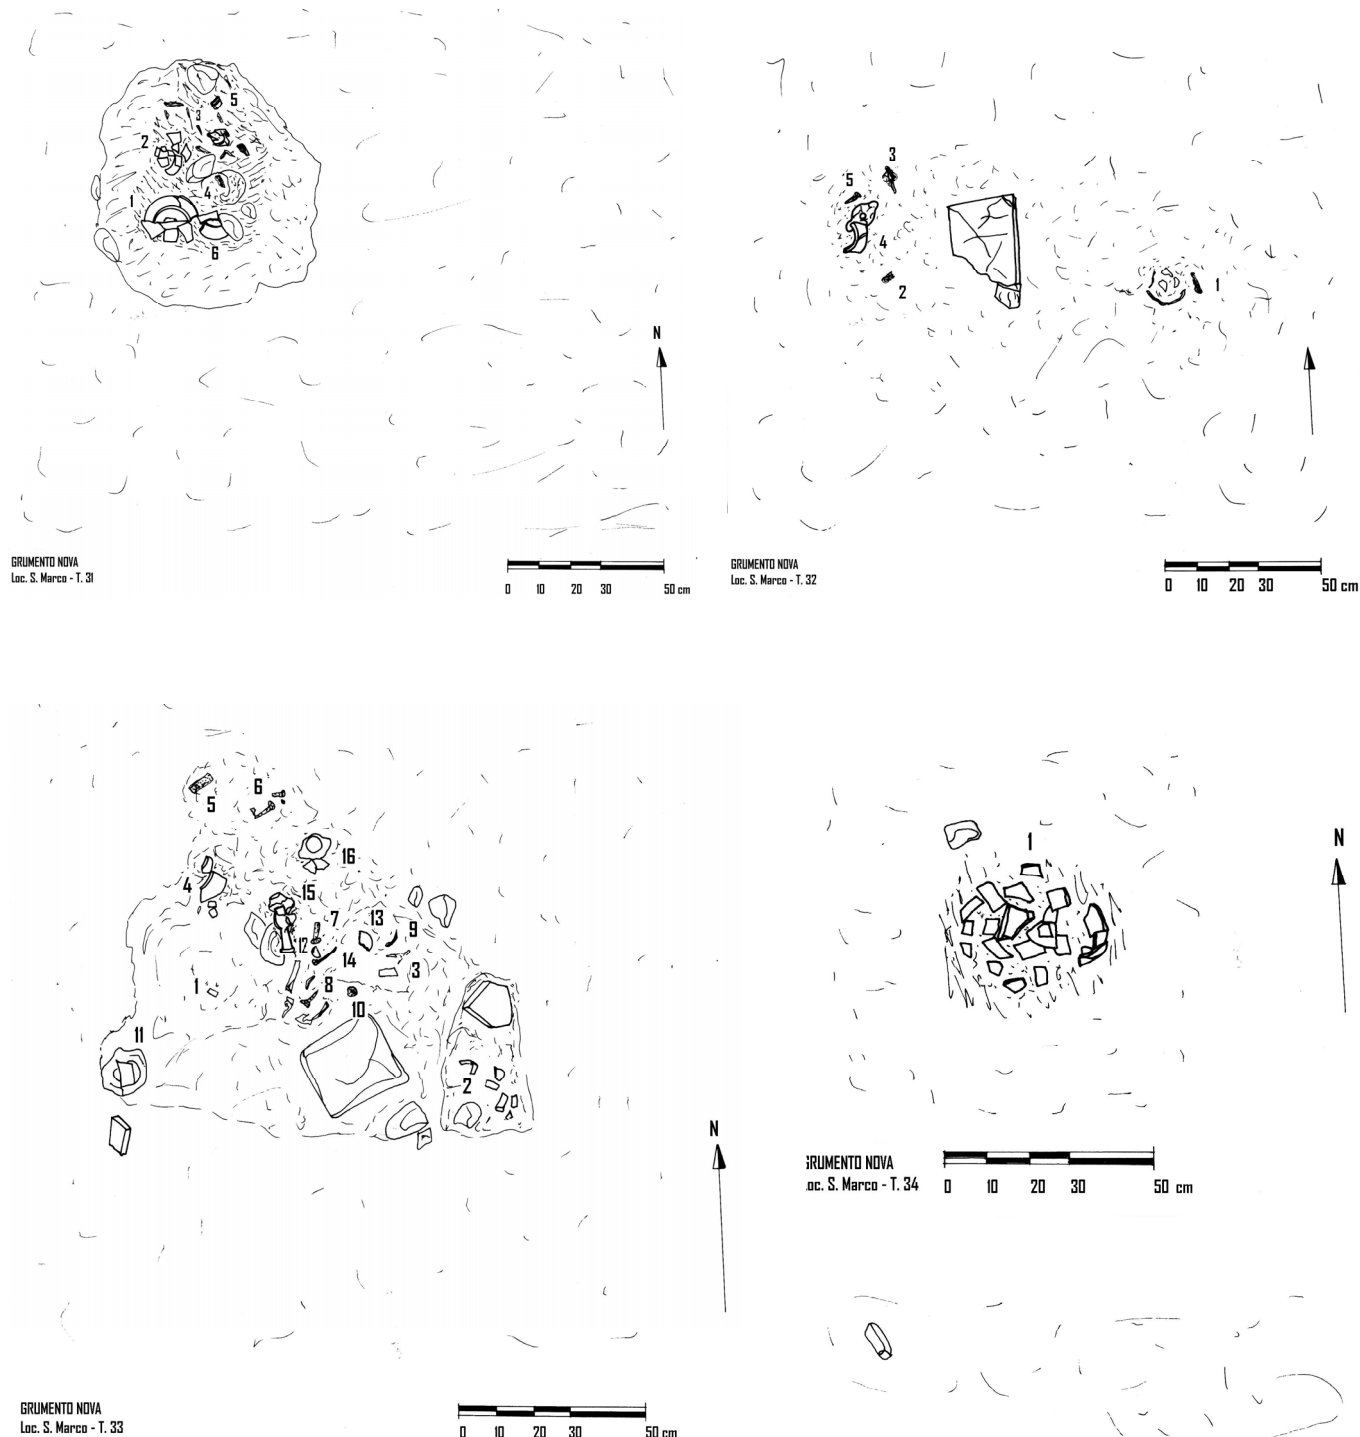 5
3
2
4
1
6
N
GRUMENTO NOVA
Loc. S. Marco - T. 31
0 10 20 30 50 cm
3
5
4
2
1
GRUMENTO NOVA
Loc. S. Marco - T. 32
0 10 20 30 50 cm
6
5
16
4
15
7 13 9
12
14 3
1 8
10
11
2
N
GRUMENTO NOVA
Loc. S. Marco - T. 33
0 10 20 30 50 cm
1
N
GRUMENTO NOVA
oc. S. Marco - T. 34
0 10 20 30 50 cm